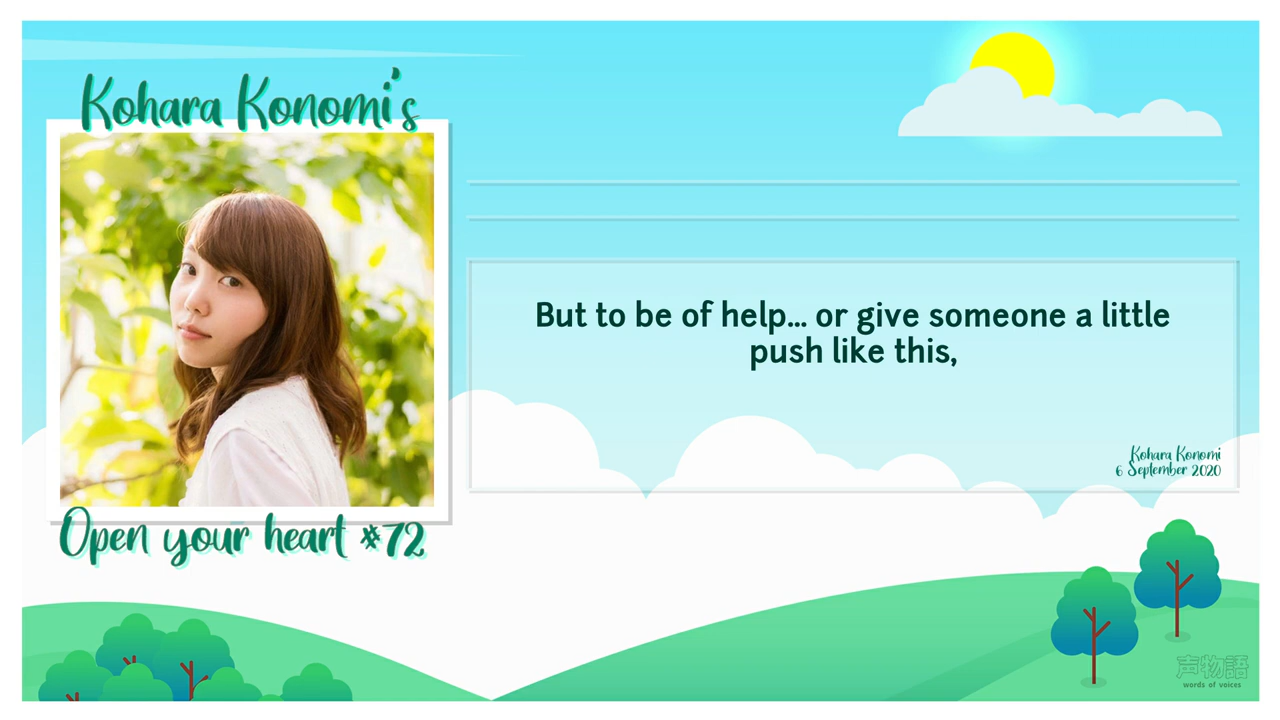 Kohara Konomi's
Open your heart #72
But to be of help... or give someone a little
push like this,
Kohara Konomi
6 September 2020
声物語
words of voices